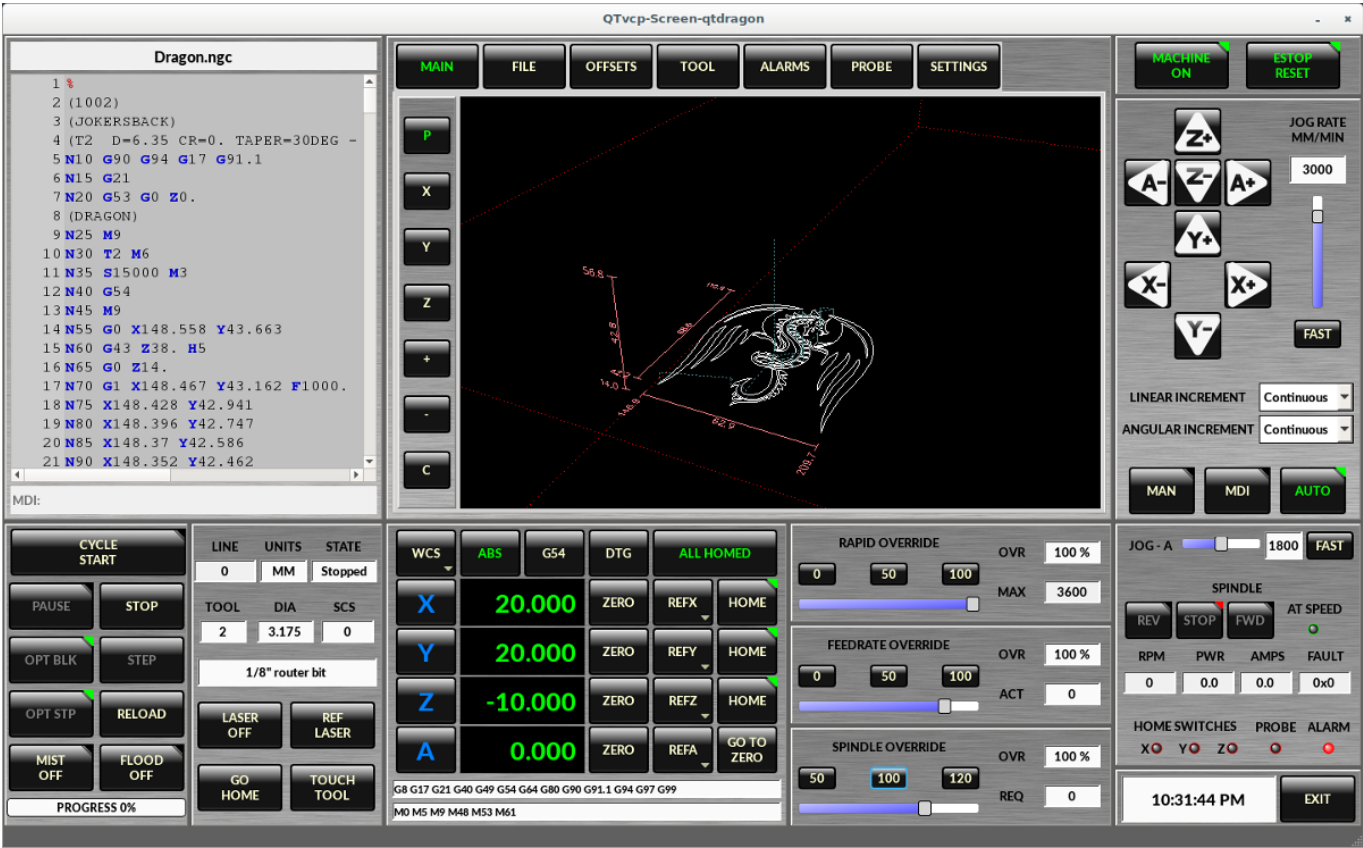 QTvcp-Screen-qtdragon
Dragon.ngc
1 %
2 (1002)
3 (JOKERSBACK)
4 (T2 D=6.35 CR=0. TAPER=30DEG -
5 N10 G90 G94 G17 G91.1
6 N15 G21
7 N20 G53 G0 Z0.
8 (DRAGON)
9 N25 M9
10 N30 T2 M6
11 N35 S15000 M3
12 N40 G54
13 N45 M9
14 N55 G0 X148.558 Y43.663
15 N60 G43 Z38. H5
16 N65 G0 Z14.
17 N70 G1 X148.467 Y43.162 F1000.
18 N75 X148.428 Y42.941
19 N80 X148.396 Y42.747
20 N85 X148.37 Y42.586
21 N90 X148.352 Y42.462
MDI:
MAIN FILE OFFSETS TOOL ALARMS PROBE SETTINGS
P
X
Y
Z
+
-
C
56.8
42.8
14.0
98.6
146.9
62.9
209.7
MACHINE ON
ESTOP RESET
JOG RATE
MM/MIN
3000
Z+
A- Z- A+
Y+
X- X+
Y-
FAST
LINEAR INCREMENT Continuous
ANGULAR INCREMENT Continuous
MAN MDI AUTO
CYCLE
START
PAUSE STOP
OPT BLK STEP
OPT STP RELOAD
MIST OFF
FLOOD OFF
PROGRESS 0%
LINE UNITS STATE
0 MM Stopped
TOOL DIA SCS
2 3.175 0
1/8" router bit
LASER OFF
REF LASER
GO HOME
TOUCH TOOL
WCS ABS G54 DTG ALL HOMED
X 20.000 ZERO REFX HOME
Y 20.000 ZERO REFY HOME
Z -10.000 ZERO REFZ HOME
A 0.000 ZERO REFA GO TO ZERO
G8 G17 G21 G40 G49 G54 G64 G80 G90 G91.1 G94 G97 G99
M0 M5 M9 M48 M53 M61
RAPID OVERRIDE
OVR 100 %
0 50 100
MAX 3600
FEEDRATE OVERRIDE
OVR 100 %
0 50 100
ACT 0
SPINDLE OVERRIDE
OVR 100 %
50 100 120
REQ 0
JOG - A 1800 FAST
SPINDLE
REV STOP FWD
AT SPEED
RPM PWR AMPS FAULT
0 0.0 0.0 0x0
HOME SWITCHES PROBE ALARM
X Y Z
10:31:44 PM
EXIT